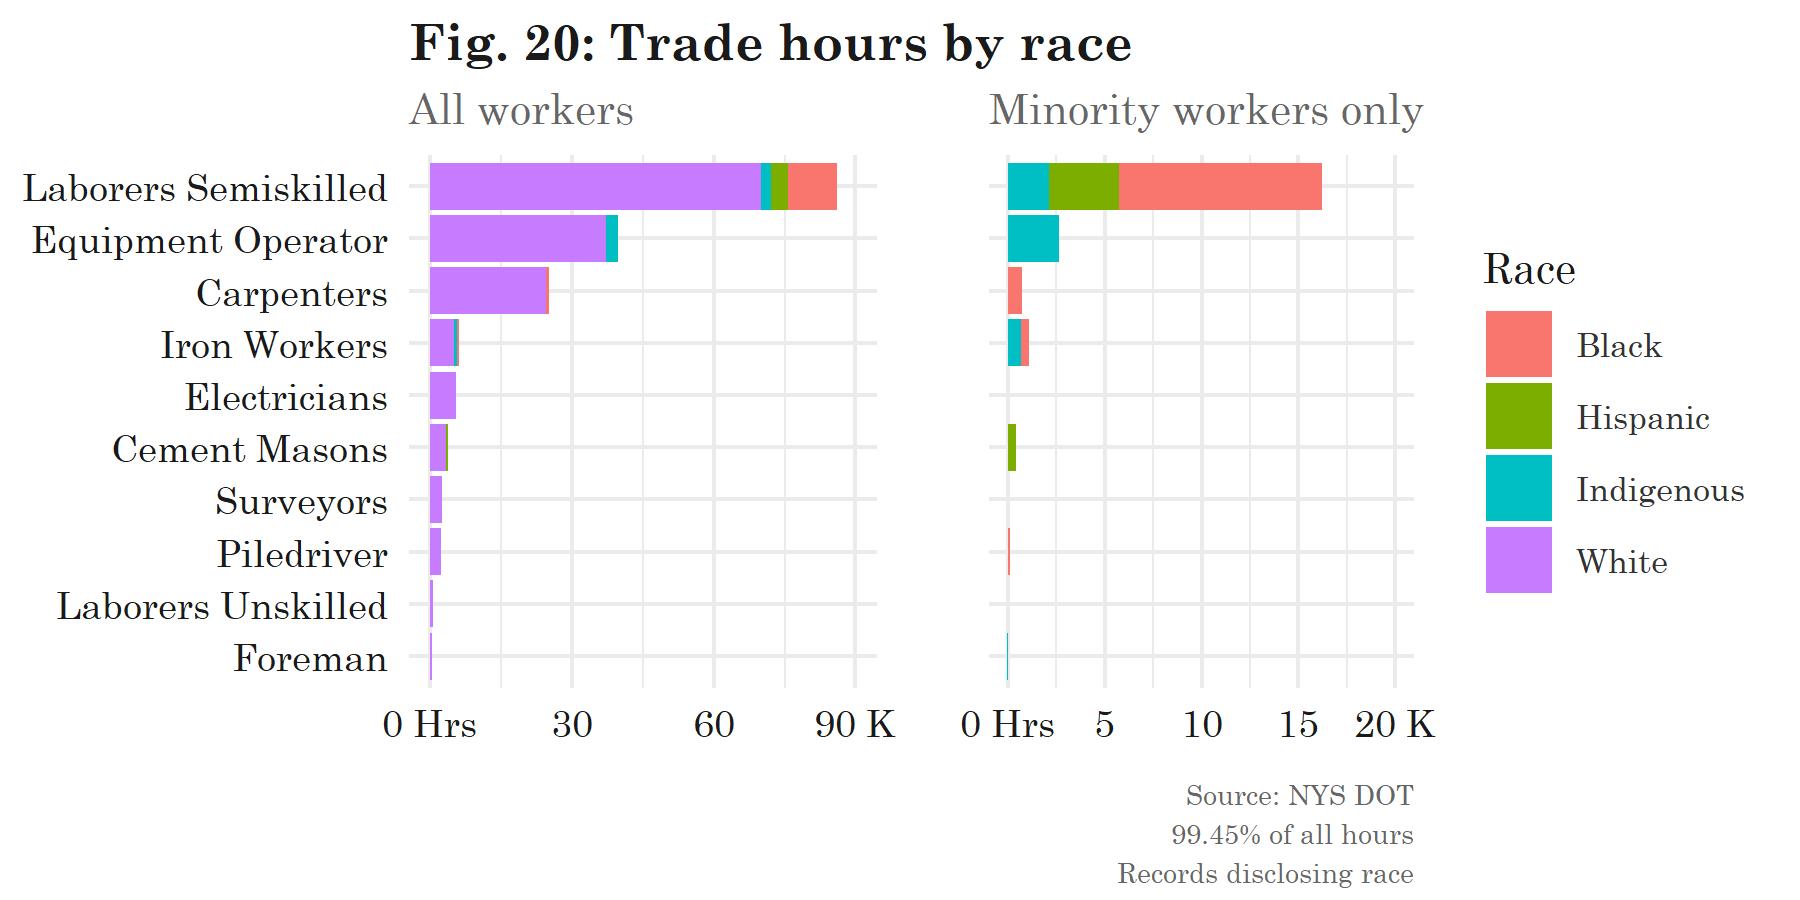 Fig. 20: Trade hours by race
All workers
Minority workers only
Laborers Semiskilled
Equipment Operator
Carpenters
Iron Workers
Electricians
Cement Masons
Surveyors
Piledriver
Laborers Unskilled
Foreman
0 Hrs 30 60 90 K
0 Hrs 5 10 15 20 K
Race
Black
Hispanic
Indigenous
White
Source: NYS DOT
99.45% of all hours
Records disclosing race